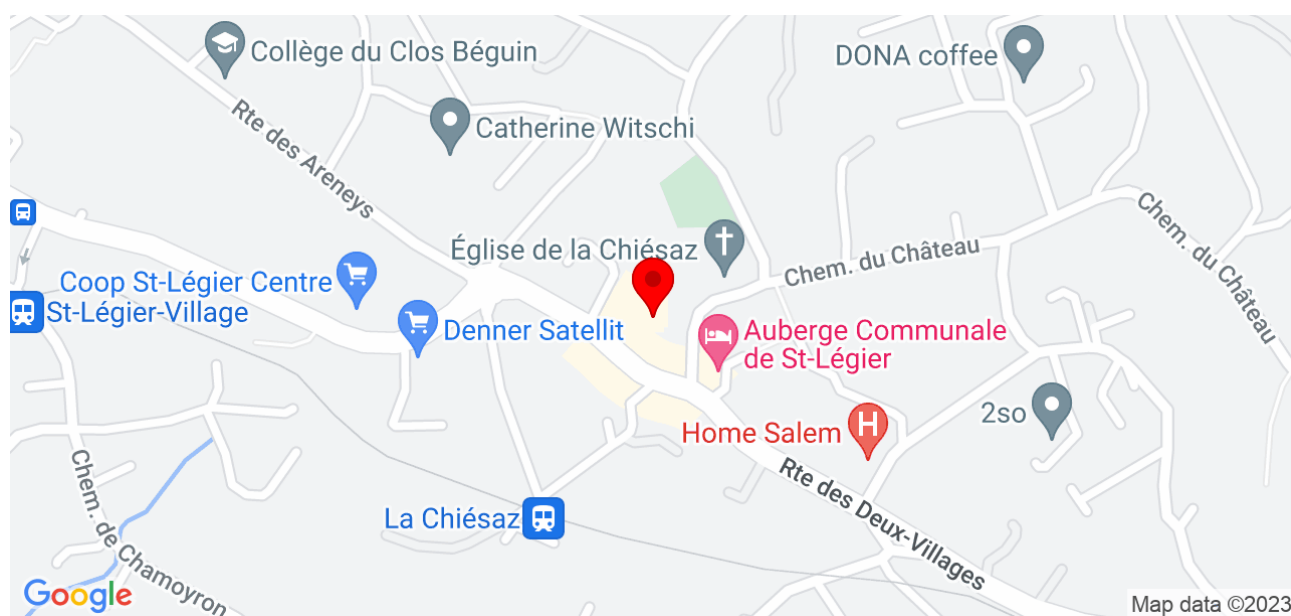 Collège du Clos Béguin
DONA coffee
Rte des Areneys
Catherine Witschi
Chem. du Château
Église de la Chiésaz
Chem. du Château
Coop St-Légier Centre
St-Légier-Village
Denner Satellit
Auberge Communale
de St-Légier
2so
Home Salem
H
Chem. de Chamoyron
La Chiésaz
Rte des Deux-Villages
Google
Map data ©2023